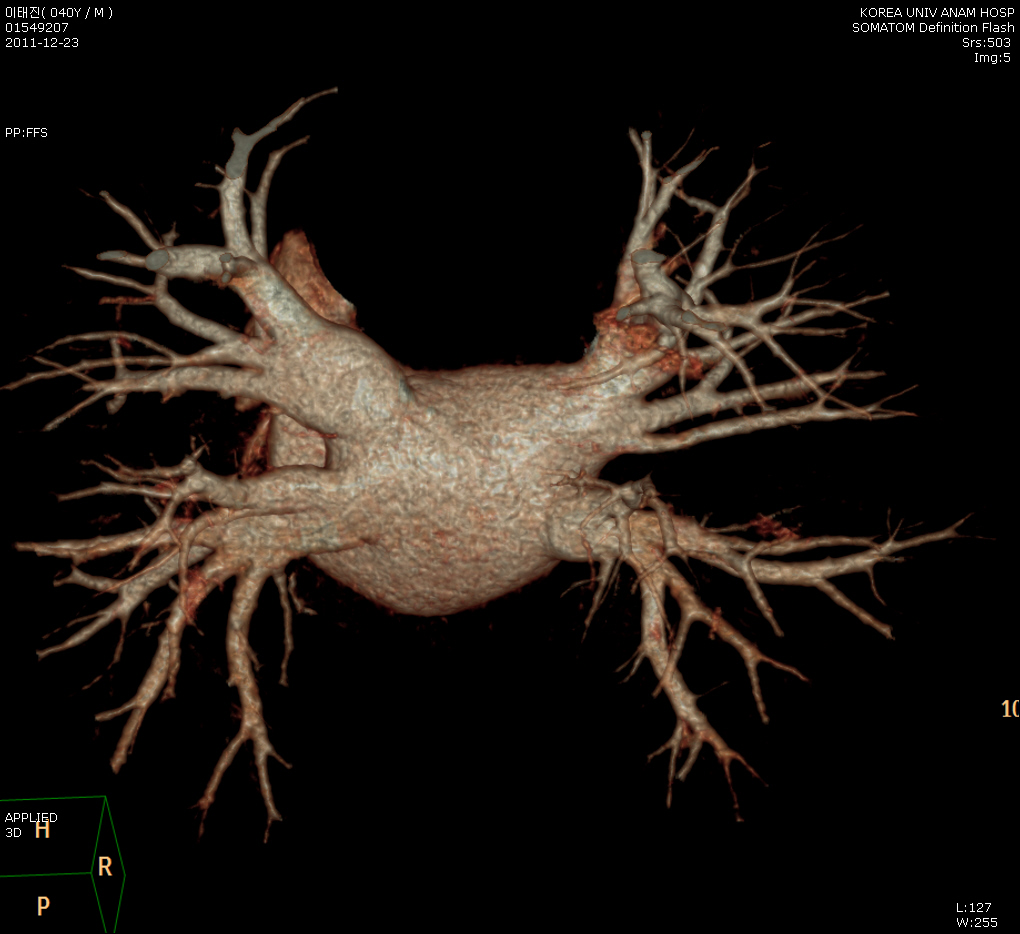 이태진( 040Y / M )
01549207
2011-12-23
KOREA UNIV ANAM HOSP
SOMATOM Definition Flash
Srs:503
Img:5
PP:FFS
10
APPLIED
3D
H
R
P
L:127
W:255